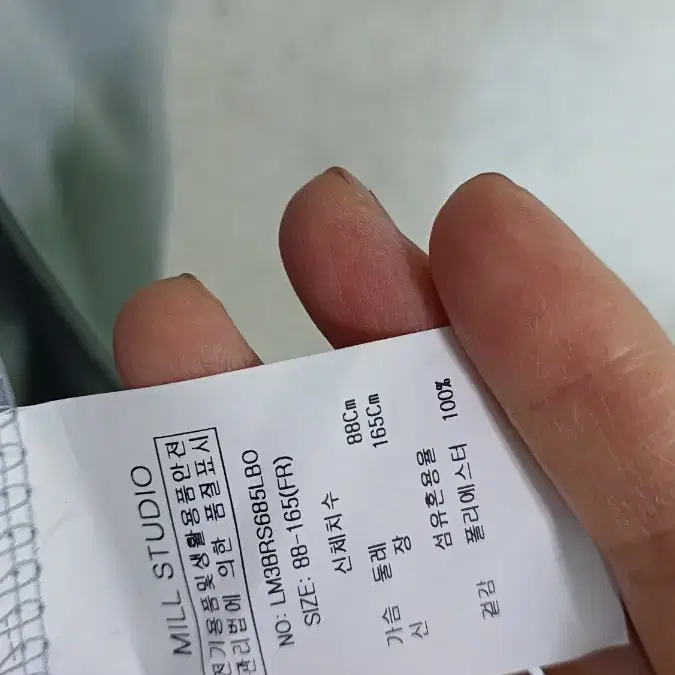 MILL STUDIO
전기용품및생활용품안전
관리법에 의한 품질표시
NO: LM3BRS685LBO
SIZE: 88-165(FR)
신체치수
가슴 둘레 88Cm
신 장 165Cm
섬유혼용율
겉감 폴리에스터 100%